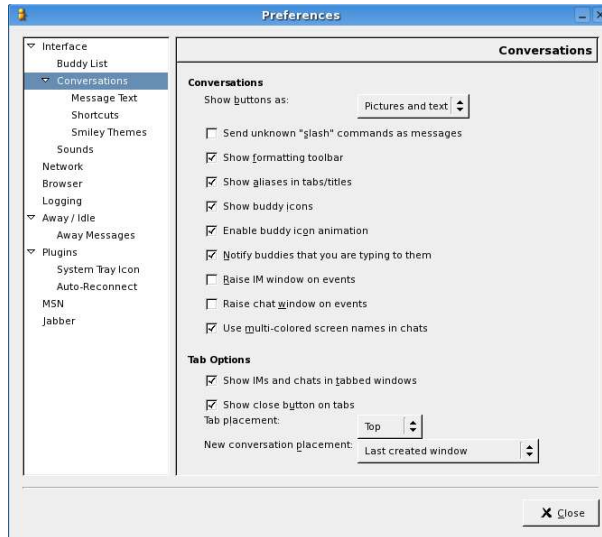 Preferences
Interface
Buddy List
Conversations
Message Text
Shortcuts
Smiley Themes
Sounds
Network
Browser
Logging
Away / Idle
Away Messages
Plugins
System Tray Icon
Auto-Reconnect
MSN
Jabber
Conversations
Conversations
Show buttons as: Pictures and text
Send unknown "slash" commands as messages
Show formatting toolbar
Show aliases in tabs/titles
Show buddy icons
Enable buddy icon animation
Notify buddies that you are typing to them
Raise IM window on events
Raise chat window on events
Use multi-colored screen names in chats
Tab Options
Show IMs and chats in tabbed windows
Show close button on tabs
Tab placement: Top
New conversation placement: Last created window
Close